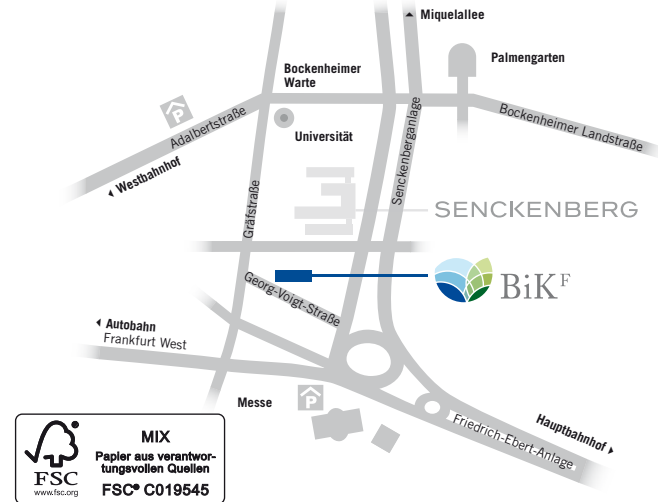 Miquelallee
Palmengarten
Bockenheimer
Warte
Bockenheimer Landstraße
P
Adalbertstraße
Universität
Westbahnhof
Senckenberganlage
Gräfstraße
SENCKENBERG
BiK F
Georg-Voigt-Straße
Autobahn
Frankfurt West
Messe
P
Hauptbahnhof
Friedrich-Ebert-Anlage
FSC
www.fsc.org
MIX
Papier aus verantwor-
tungsvollen Quellen
FSC® C019545